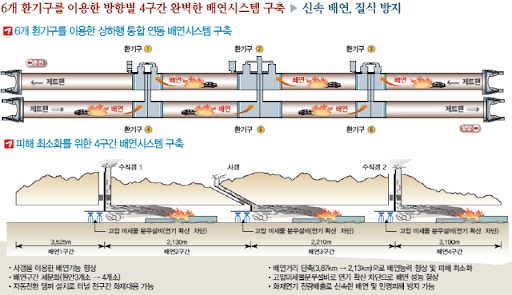 6개 환기구를 이용한 방향별 4구간 완벽한 배연시스템 구축 ▶ 신속 배연, 질식 방지
6개 환기구를 이용한 상하행 통합 연동 배연시스템 구축
환기구 ① 환기구 ② 환기구 ③
춘천
← 제트팬 배연 배연 배연 배연
제트팬 → 배연 배연 배연 배연
환기구 ④ 환기구 ⑤ 환기구 ⑥
피해 최소화를 위한 4구간 배연시스템 구축
수직갱 1 사갱 수직갱 2
고압 미세물 분무설비(연기 확산 차단) 고압 미세물 분무설비(연기 확산 차단) 고압 미세물 분무설비(연기 확산 차단)
3,525m 2,130m 2,210m 3,190m
배연1구간 배연2구간 배연3구간 배연4구간
• 사갱을 이용한 배연기능 향상
• 배연구간 세분화(원안3개소 → 4개소)
• 자동전환 댐퍼 설치로 터널 전구간 화재대응 가능
• 배연거리 단축(3,87km → 2,13km)으로 배연능력 향상 및 피해 최소화
• 고압미세물분무설비로 연기 확산 차단으로 배연 성능 향상
• 화재연기 전량배출로 신속한 배연 및 인명피해 방지 가능